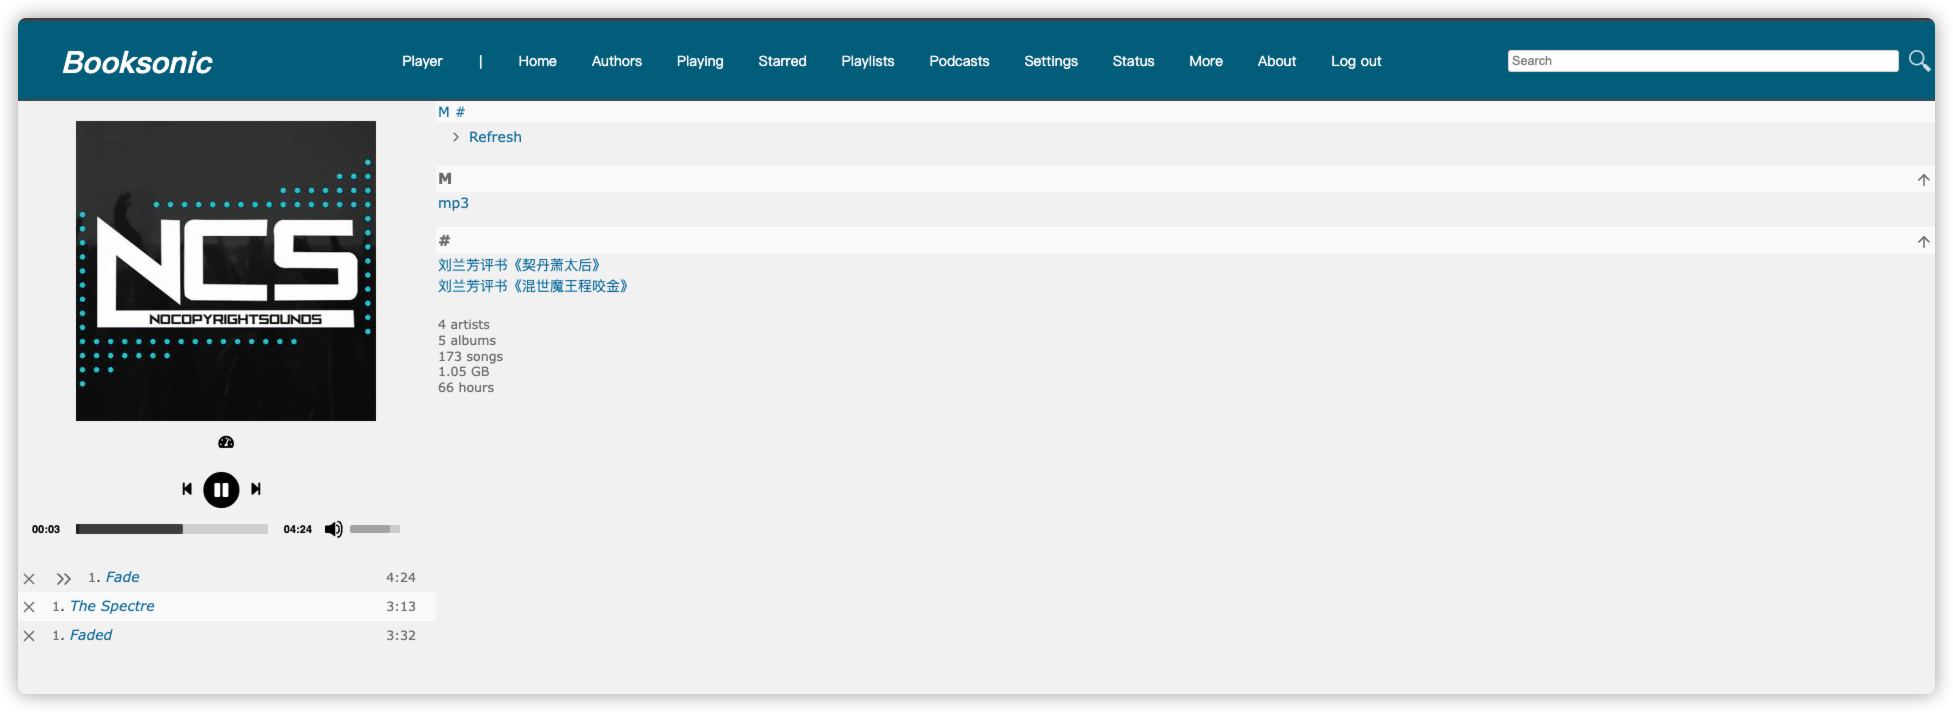 Booksonic
Player | Home Authors Playing Starred Playlists Podcasts Settings Status More About Log out
Search
NCS
NOCOPYRIGHTSOUNDS
00:03 04:24
1. Fade 4:24
1. The Spectre 3:13
1. Faded 3:32
M #
Refresh
M
mp3
#
刘兰芳评书《契丹萧太后》
刘兰芳评书《混世魔王程咬金》
4 artists
5 albums
173 songs
1.05 GB
66 hours